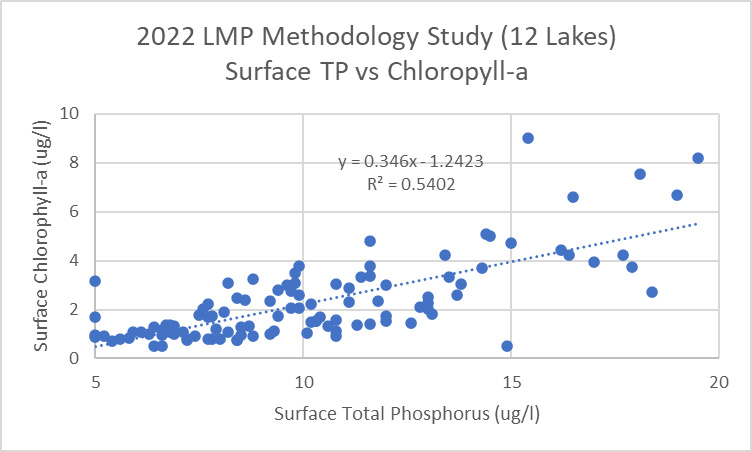 2022 LMP Methodology Study (12 Lakes)
Surface TP vs Chloropyll-a
Surface Chlorophyll-a (ug/l)
10
8
6
4
2
0
y = 0.346x - 1.2423
R² = 0.5402
5
10
15
20
Surface Total Phosphorus (ug/l)